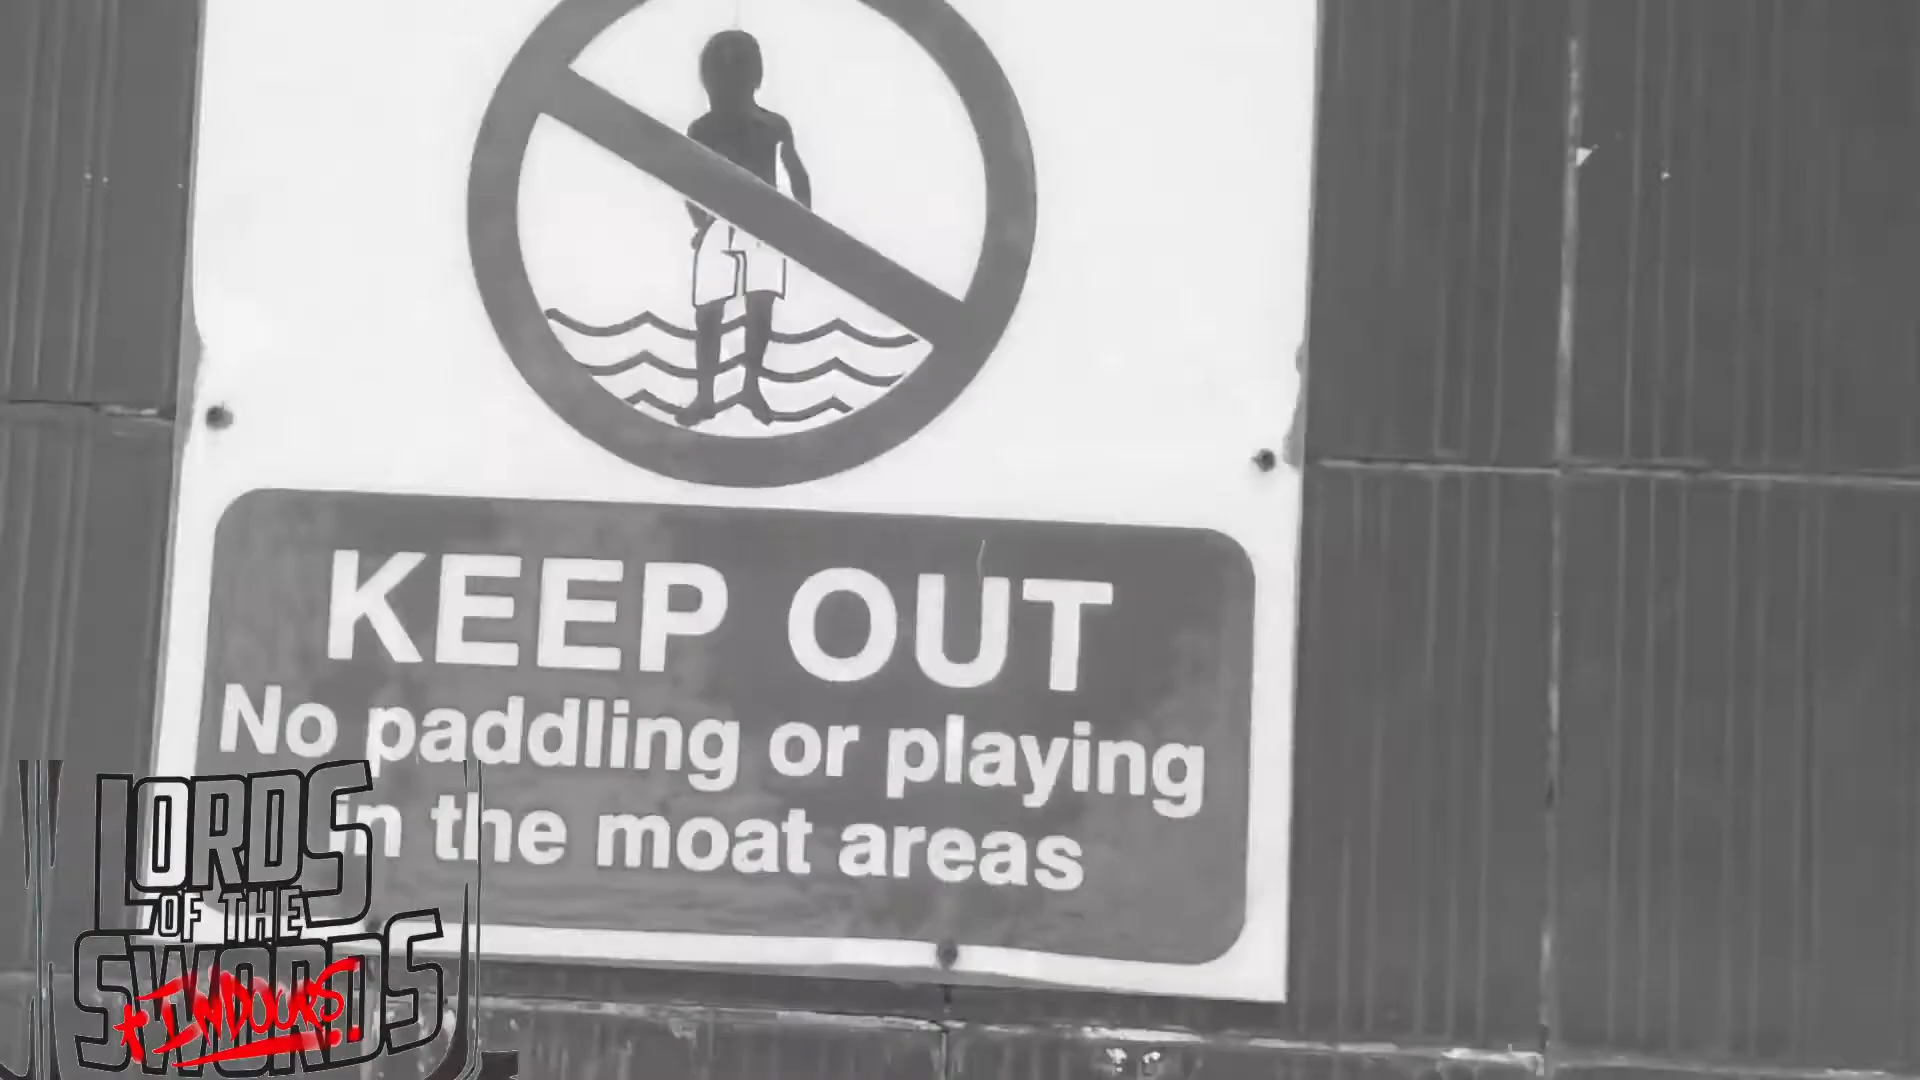 KEEP OUT
No paddling or playing
in the moat areas
LORDS
OF THE
SWORDS
+INDOORS!